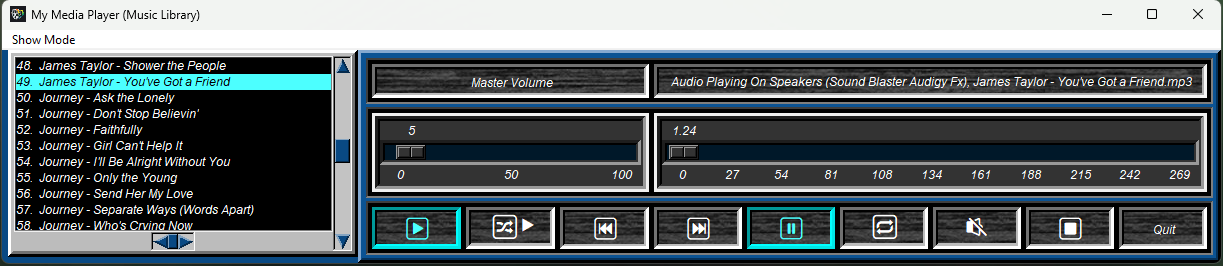 My Media Player (Music Library)
Show Mode
48. James Taylor - Shower the People
49. James Taylor - You've Got a Friend
50. Journey - Ask the Lonely
51. Journey - Don't Stop Believin'
52. Journey - Faithfully
53. Journey - Girl Can't Help It
54. Journey - I'll Be Alright Without You
55. Journey - Only the Young
56. Journey - Send Her My Love
57. Journey - Separate Ways (Words Apart)
58. Journey - Who's Crying Now
Master Volume
Audio Playing On Speakers (Sound Blaster Audigy Fx), James Taylor - You've Got a Friend.mp3
5
0 50 100
1.24
0 27 54 81 108 134 161 188 215 242 269
Quit